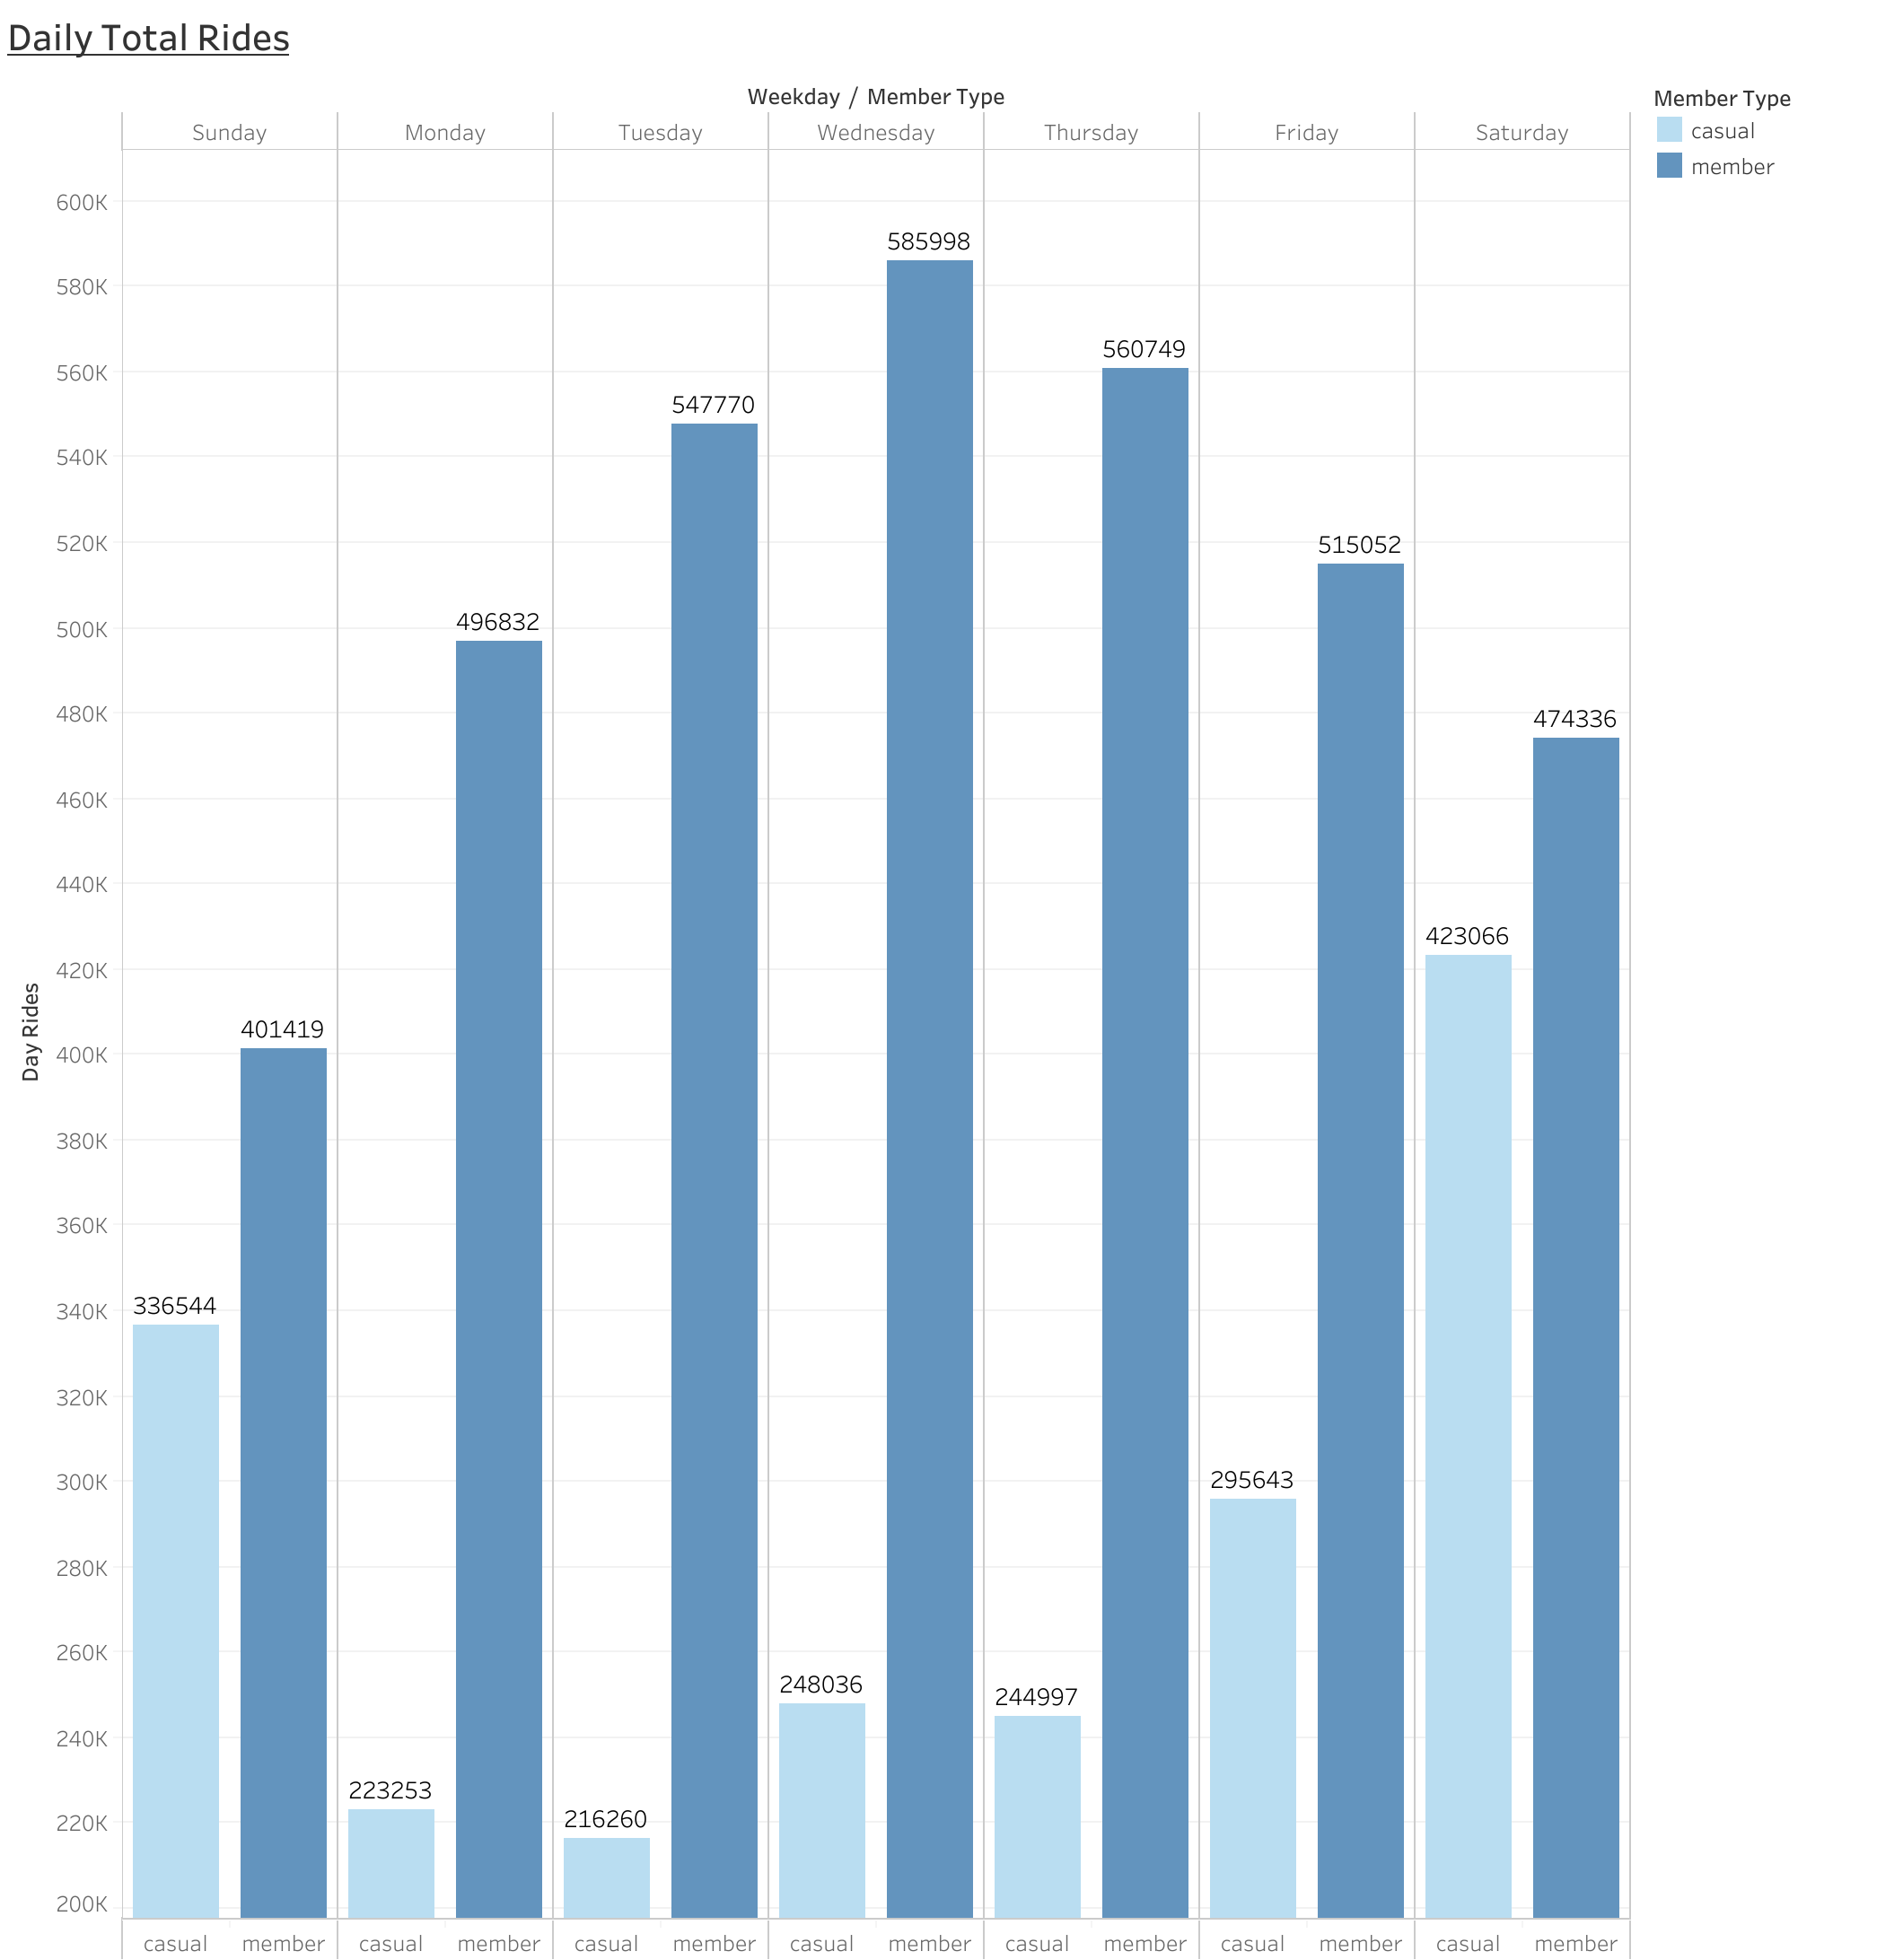 Daily Total Rides
Weekday / Member Type
Sunday Monday Tuesday Wednesday Thursday Friday Saturday
Member Type
casual
member
600K
585998
580K
560749
560K
547770
540K
520K
515052
500K
496832
480K
474336
460K
440K
423066
420K
401419
400K
Day Rides
380K
360K
340K
336544
320K
300K
295643
280K
260K
248036
244997
240K
223253
220K
216260
200K
casual member casual member casual member casual member casual member casual member casual member